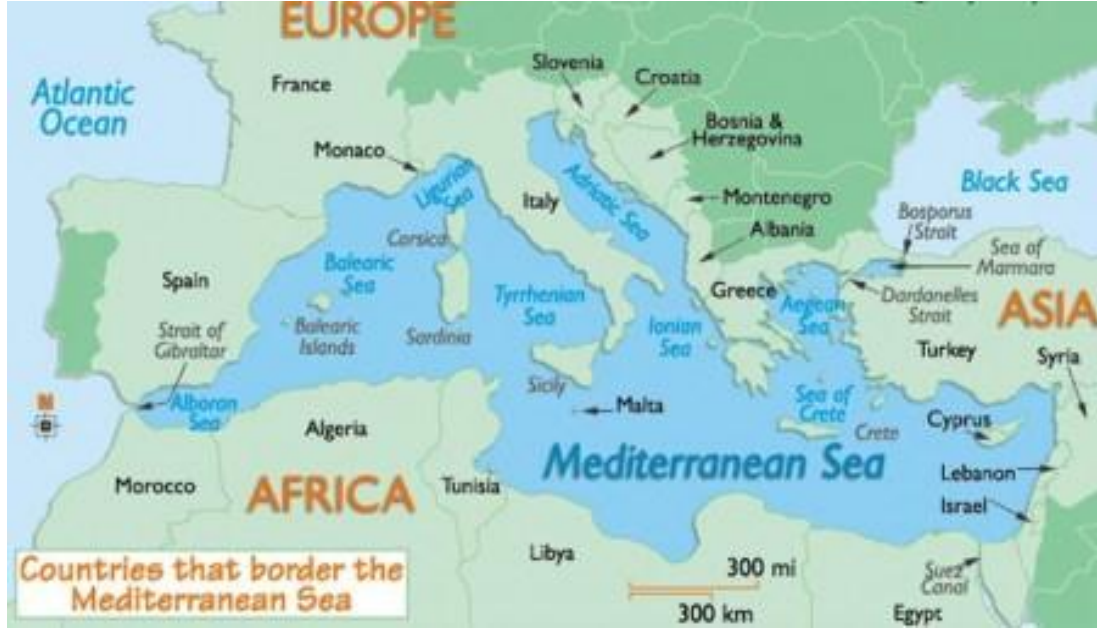 EUROPE
Slovenia
Croatia
France
Atlantic
Ocean
Bosnia &
Herzegovina
Monaco
Ligurian
Sea
Adriatic Sea
Black Sea
Italy
Montenegro
Bosporus
Strait
Corsica
Albania
Sea of
Marmara
Balearic
Sea
Spain
Tyrrhenian
Sea
Greece
Aegean
Sea
Dardanelles
Strait
ASIA
Strait of
Gibraltar
Balearic
Islands
Sardinia
Ionian
Sea
Turkey
Syria
N
Alboran
Sea
Sicily
Malta
Sea of
Crete
Crete
Cyprus
Algeria
Mediterranean Sea
Lebanon
Morocco
AFRICA
Tunisia
Israel
Countries that border the
Mediterranean Sea
Libya
300 mi
300 km
Suez
Canal
Egypt